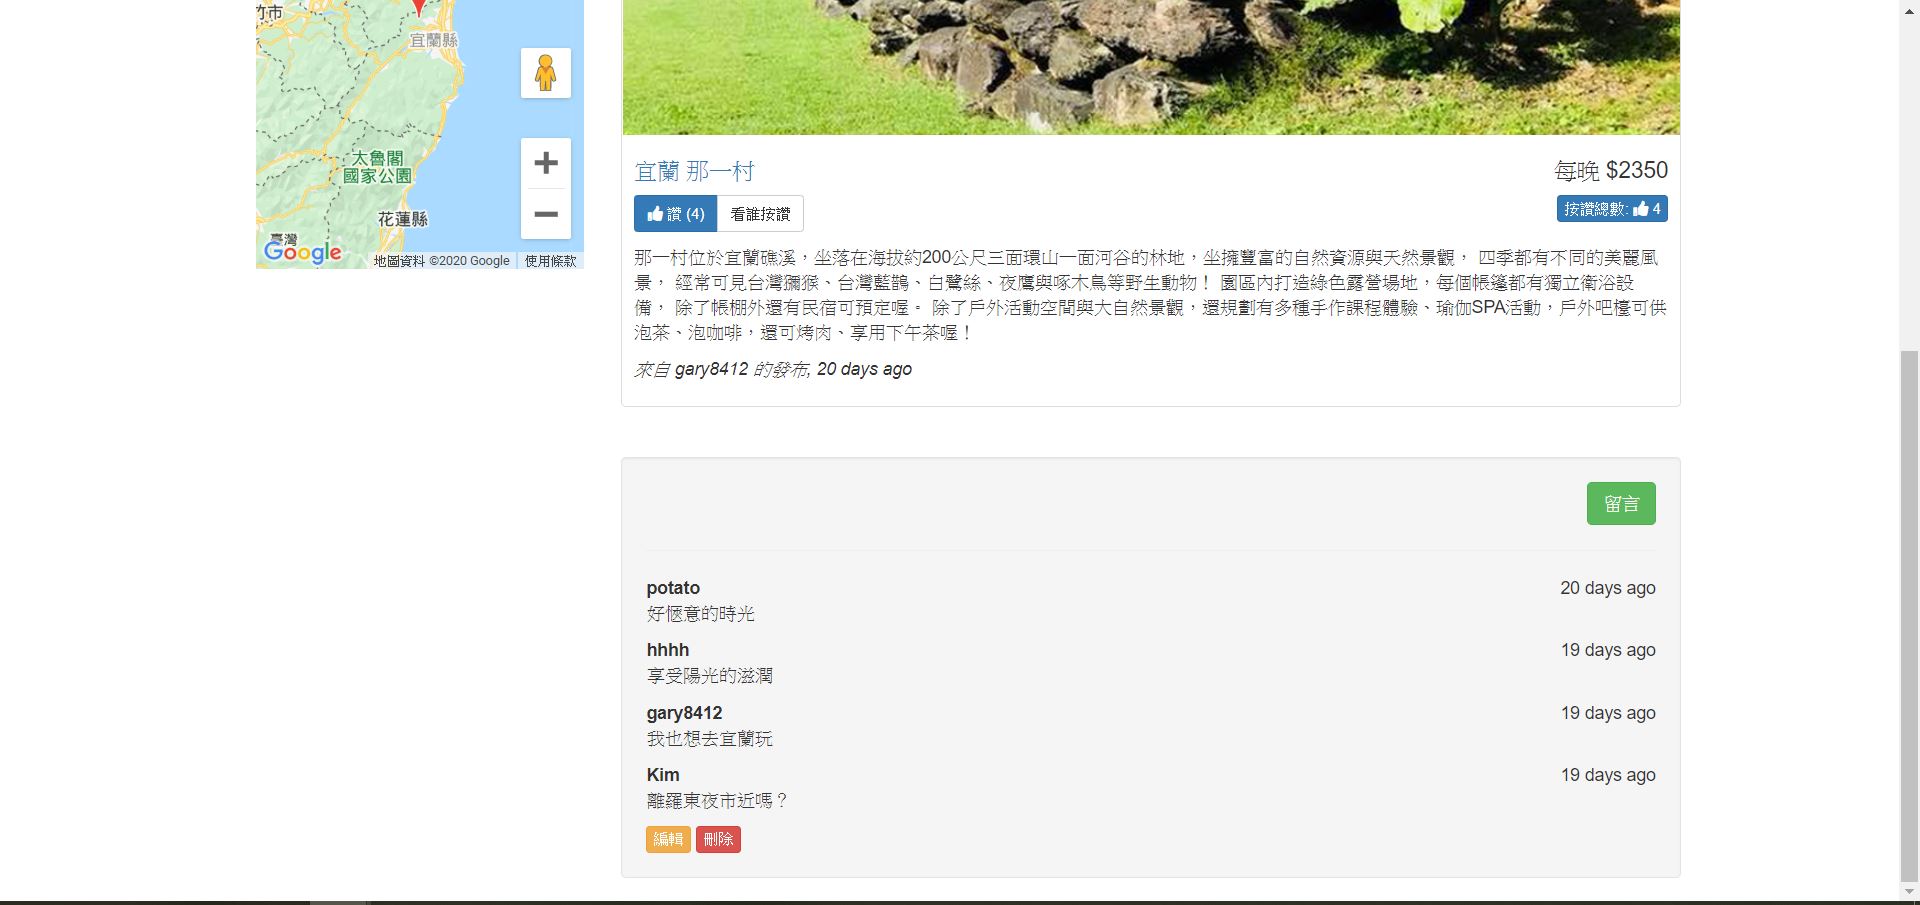 竹市
宜蘭縣
太魯閣
國家公園
花蓮縣
臺灣
Google
地圖資料 ©2020 Google
使用條款
宜蘭 那一村
每晚 $2350
讚 (4)
看誰按讚
按讚總數: 4
那一村位於宜蘭礁溪，坐落在海拔約200公尺三面環山一面河谷的林地，坐擁豐富的自然資源與天然景觀， 四季都有不同的美麗風
景， 經常可見台灣獼猴、台灣藍鵲、白鷺絲、夜鷹與啄木鳥等野生動物！ 園區內打造綠色露營場地，每個帳篷都有獨立衛浴設
備， 除了帳棚外還有民宿可預定喔。 除了戶外活動空間與大自然景觀，還規劃有多種手作課程體驗、瑜伽SPA活動，戶外吧檯可供
泡茶、泡咖啡，還可烤肉、享用下午茶喔！
來自 gary8412 的發布, 20 days ago
留言
potato
20 days ago
好愜意的時光
hhhh
19 days ago
享受陽光的滋潤
gary8412
19 days ago
我也想去宜蘭玩
Kim
19 days ago
離羅東夜市近嗎？
編輯
刪除